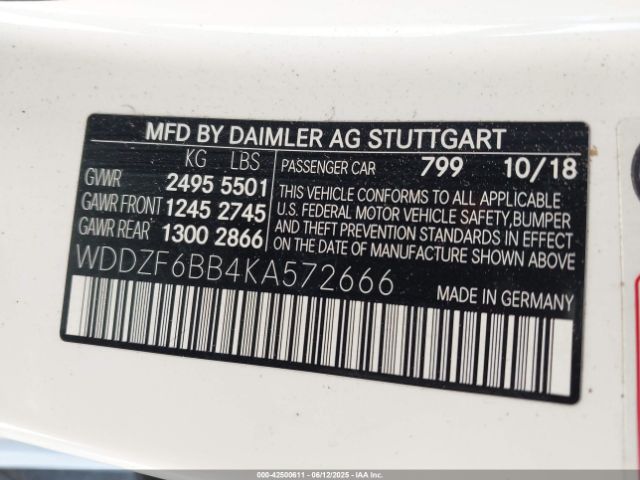 MFD BY DAIMLER AG STUTTGART
KG LBS
GVWR 2495 5501
GAWR FRONT 1245 2745
GAWR REAR 1300 2866
PASSENGER CAR 799 10/18
THIS VEHICLE CONFORMS TO ALL APPLICABLE
U.S. FEDERAL MOTOR VEHICLE SAFETY, BUMPER
AND THEFT PREVENTION STANDARDS IN EFFECT
ON THE DATE OF MANUFACTURE SHOWN ABOVE
WDDZF6BB4KA572666
MADE IN GERMANY
000-42500611 - 06/12/2025 - IAA Inc.